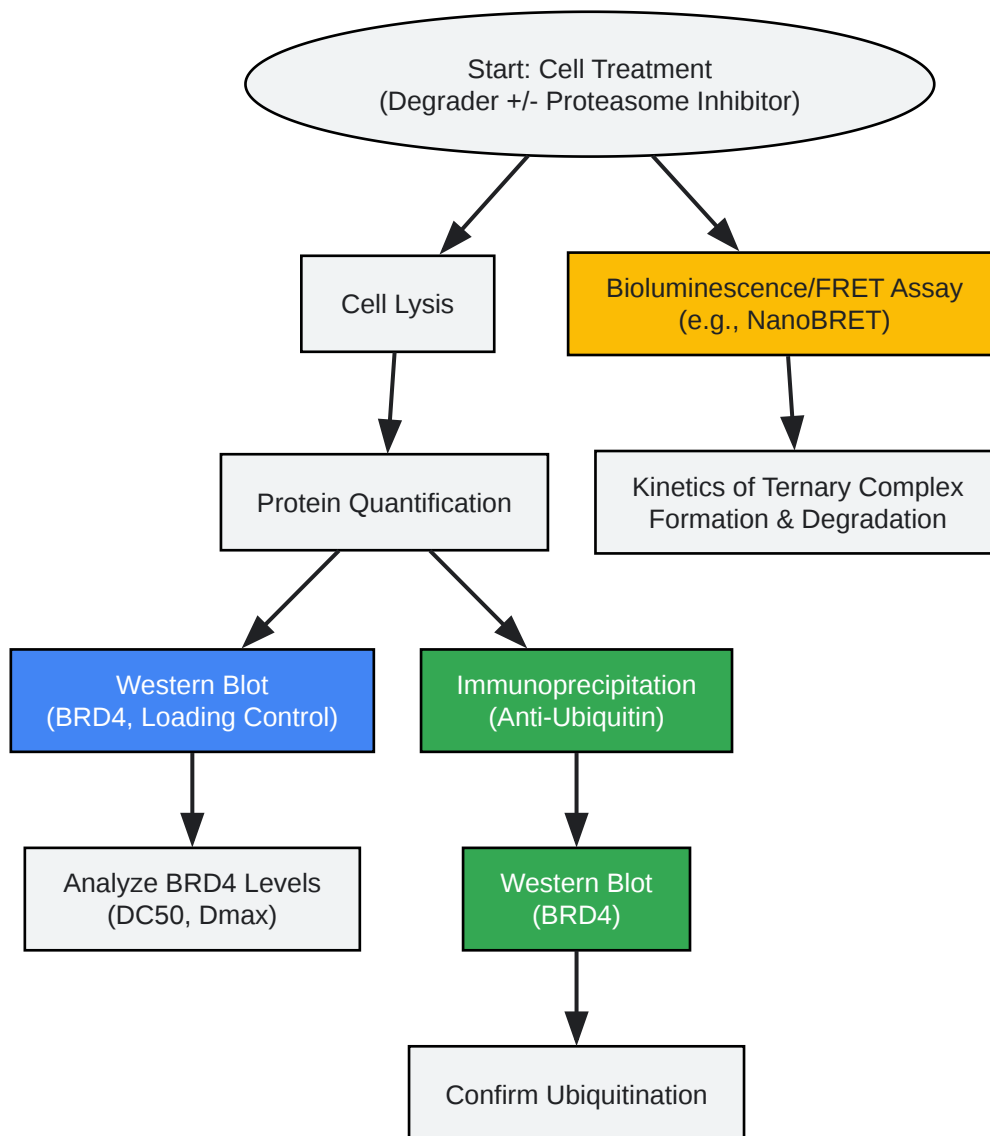 Start: Cell Treatment
(Degrader +/- Proteasome Inhibitor)
Cell Lysis
Bioluminescence/FRET Assay
(e.g., NanoBRET)
Protein Quantification
Kinetics of Ternary Complex
Formation & Degradation
Western Blot
(BRD4, Loading Control)
Immunoprecipitation
(Anti-Ubiquitin)
Analyze BRD4 Levels
(DC50, Dmax)
Western Blot
(BRD4)
Confirm Ubiquitination